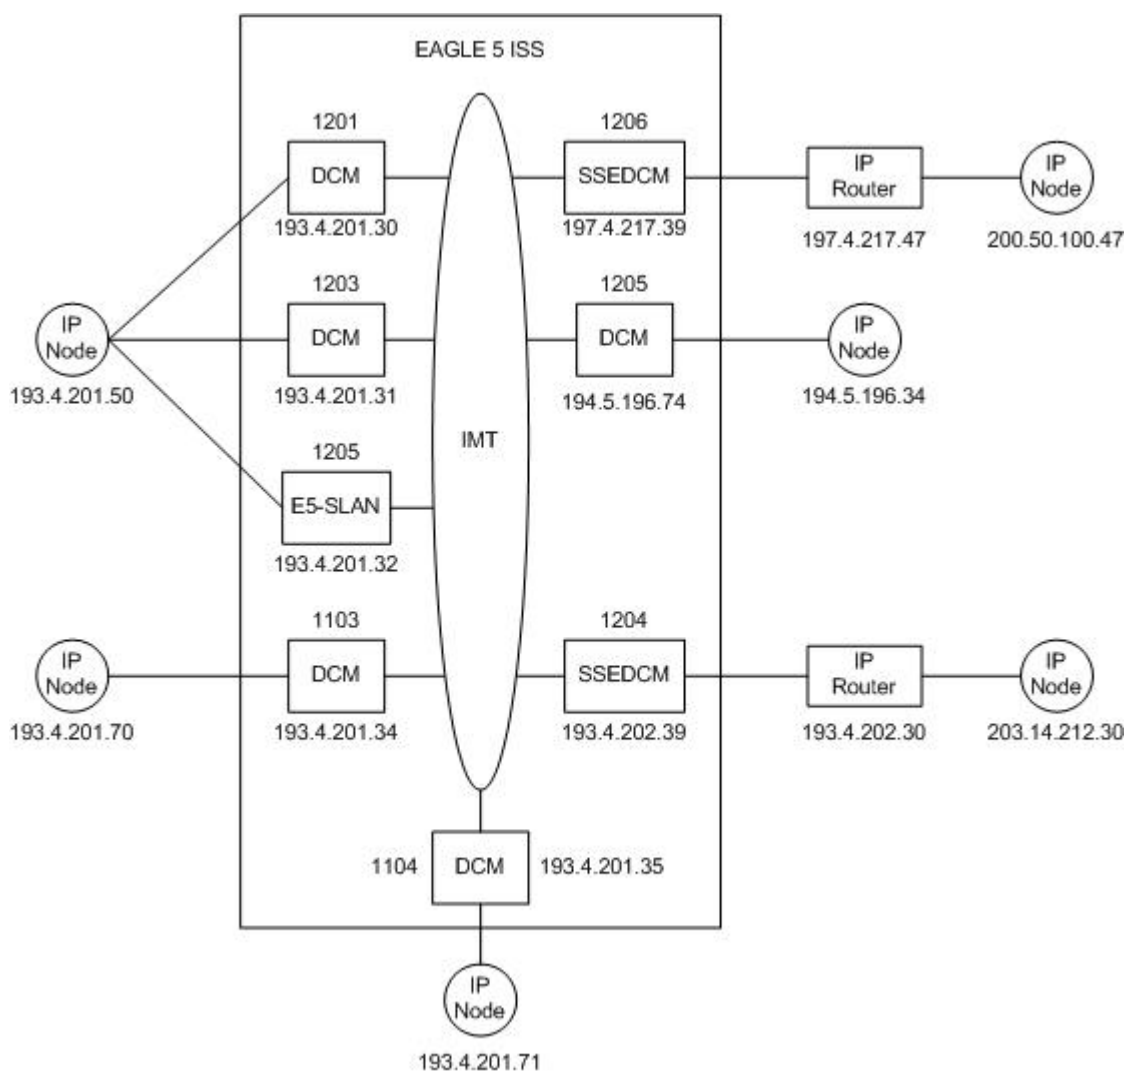 EAGLE 5 ISS
1201
DCM
193.4.201.30
1206
SSEDCM
197.4.217.39
IP
Router
197.4.217.47
IP
Node
200.50.100.47
IP
Node
193.4.201.50
1203
DCM
193.4.201.31
1205
DCM
194.5.196.74
IP
Node
194.5.196.34
IMT
1205
E5-SLAN
193.4.201.32
IP
Node
193.4.201.70
1103
DCM
193.4.201.34
1204
SSEDCM
193.4.202.39
IP
Router
193.4.202.30
IP
Node
203.14.212.30
1104
DCM
193.4.201.35
IP
Node
193.4.201.71